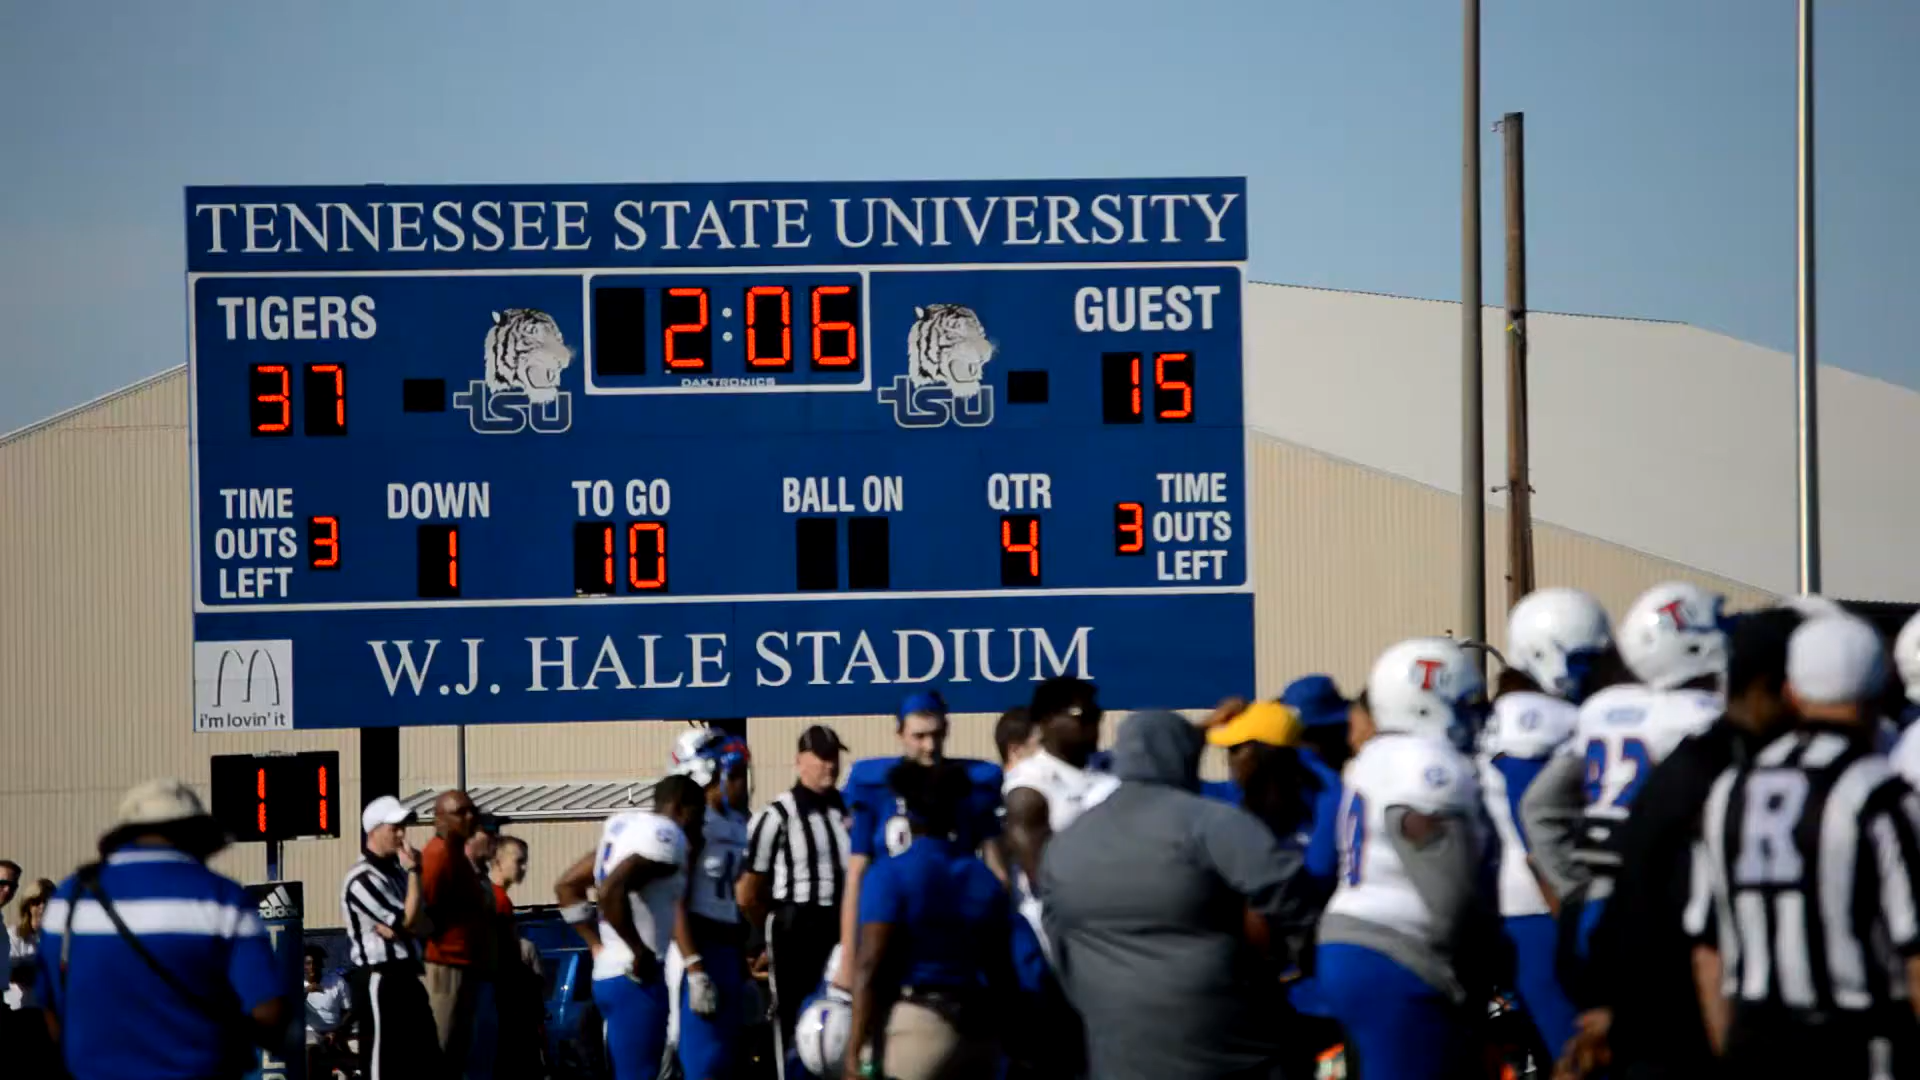 TENNESSEE STATE UNIVERSITY
TIGERS 2:06 GUEST
37 tsu DAKTRONICS tsu 15
TIME OUTS LEFT 3 DOWN 1 TO GO 10 BALL ON QTR 4 3 TIME OUTS LEFT
W.J. HALE STADIUM
i'm lovin' it
11
adidas
R